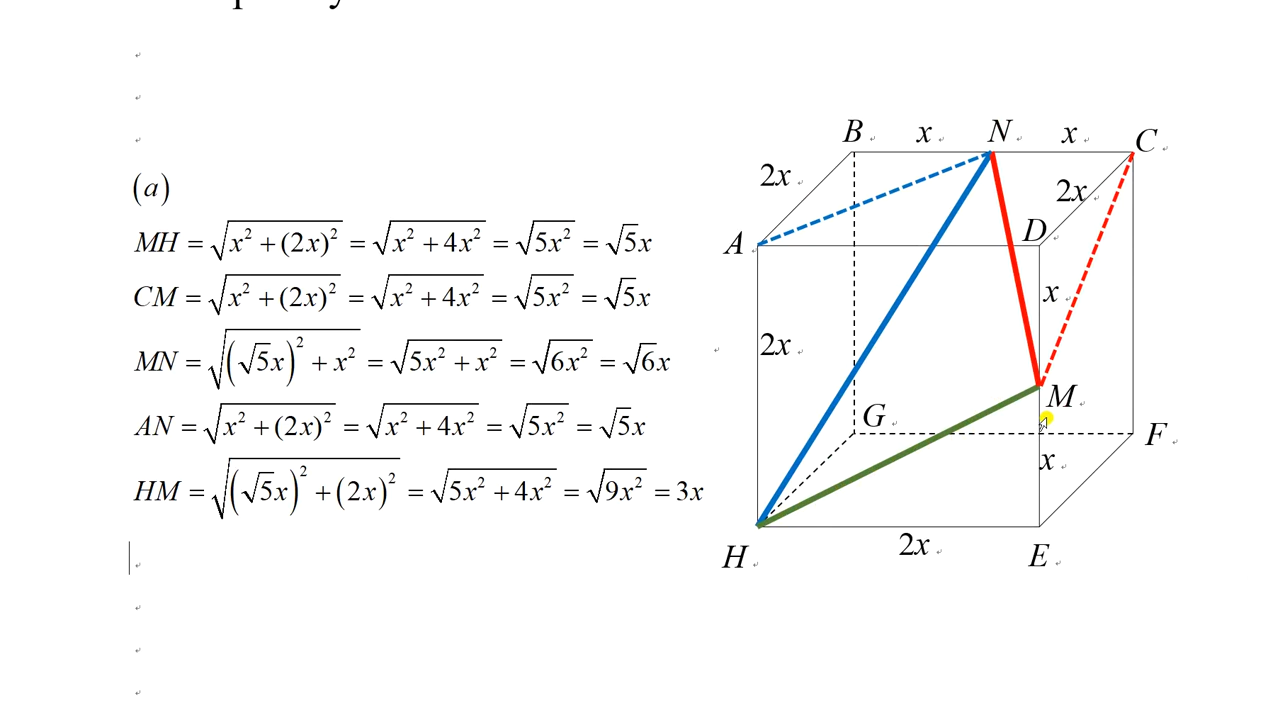 (a)
MH = √(x² + (2x)²) = √(x² + 4x²) = √(5x²) = √5x
CM = √(x² + (2x)²) = √(x² + 4x²) = √(5x²) = √5x
MN = √((√5x)² + x²) = √(5x² + x²) = √(6x²) = √6x
AN = √(x² + (2x)²) = √(x² + 4x²) = √(5x²) = √5x
HM = √((√5x)² + (2x)²) = √(5x² + 4x²) = √(9x²) = 3x
B x N x C
2x 2x
A D
x
2x
M
G F
x
2x
H E